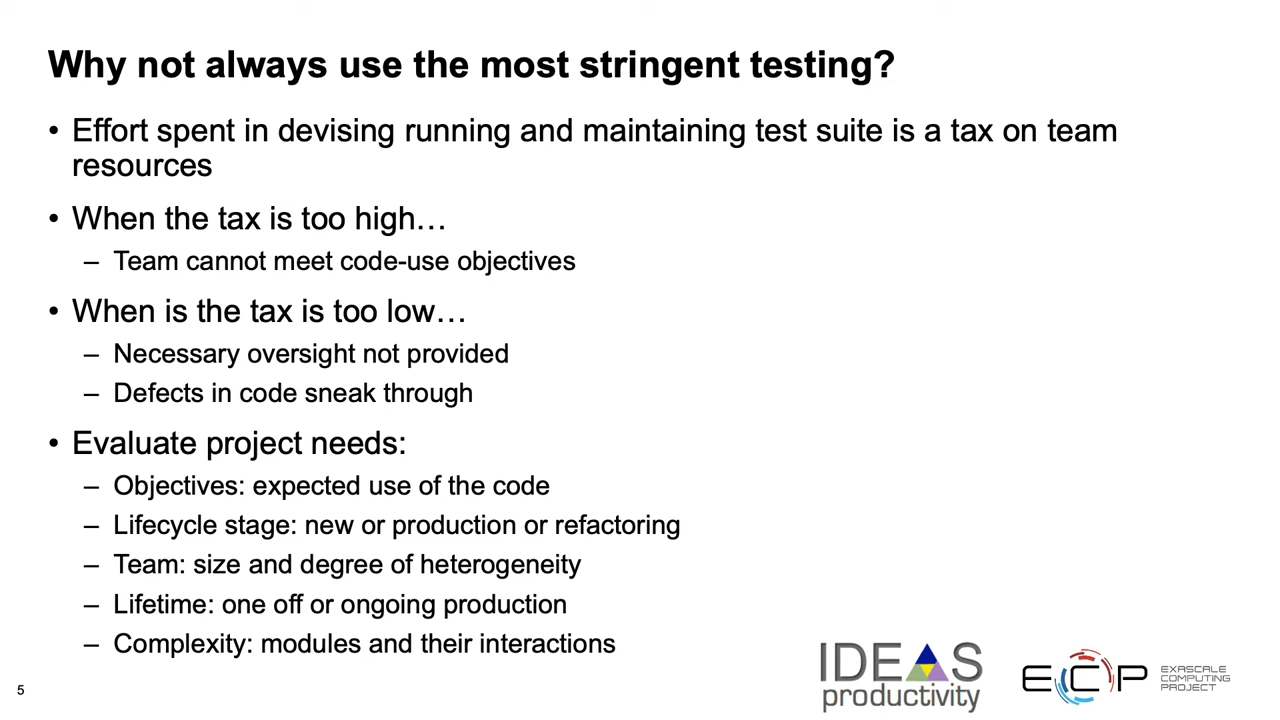 Why not always use the most stringent testing?
• Effort spent in devising running and maintaining test suite is a tax on team
resources
• When the tax is too high…
– Team cannot meet code-use objectives
• When is the tax is too low…
– Necessary oversight not provided
– Defects in code sneak through
• Evaluate project needs:
– Objectives: expected use of the code
– Lifecycle stage: new or production or refactoring
– Team: size and degree of heterogeneity
– Lifetime: one off or ongoing production
– Complexity: modules and their interactions
5
IDEAS
productivity
ECP
EXASCALE
COMPUTING
PROJECT